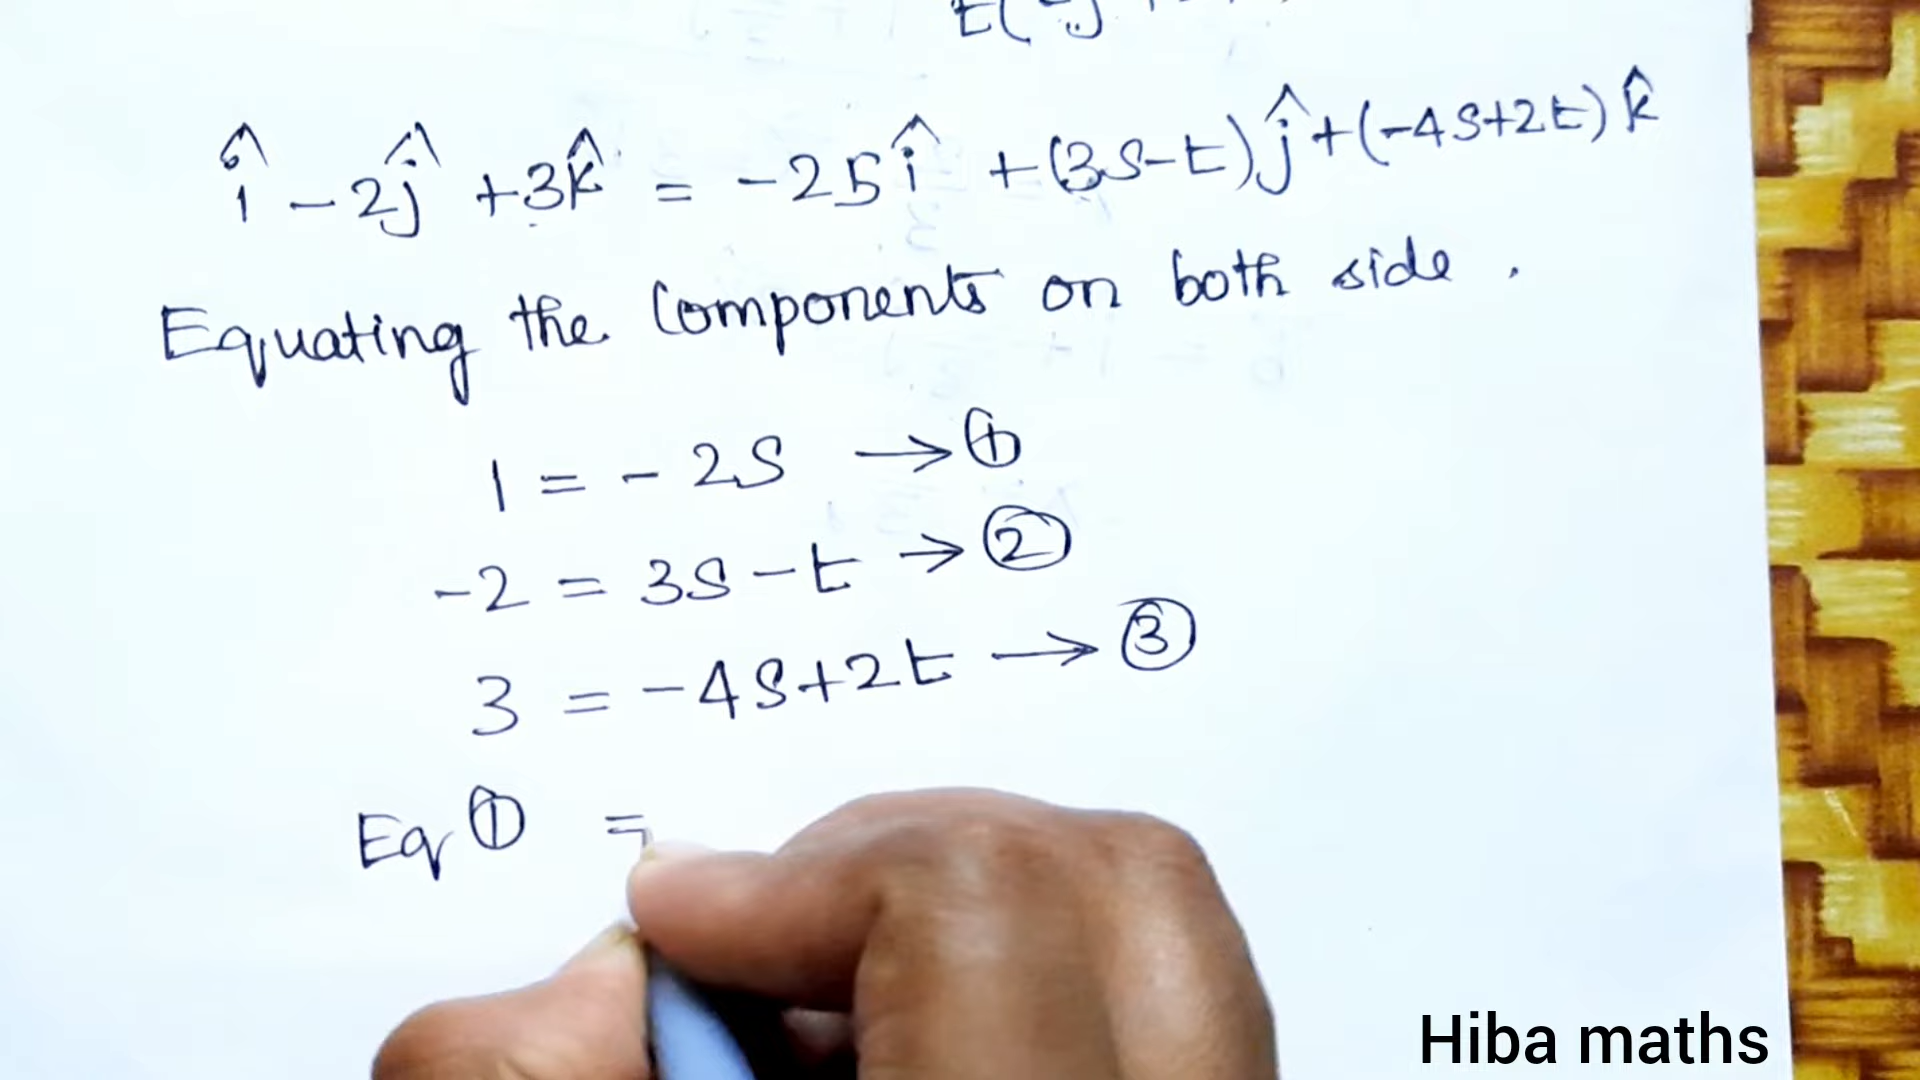 î - 2ĵ + 3k̂ = -2sî + (3s-t)ĵ + (-4s+2t)k̂
Equating the components on both side.
1 = -2s → ①
-2 = 3s - t → ②
3 = -4s + 2t → ③
Eq ① =
Hiba maths